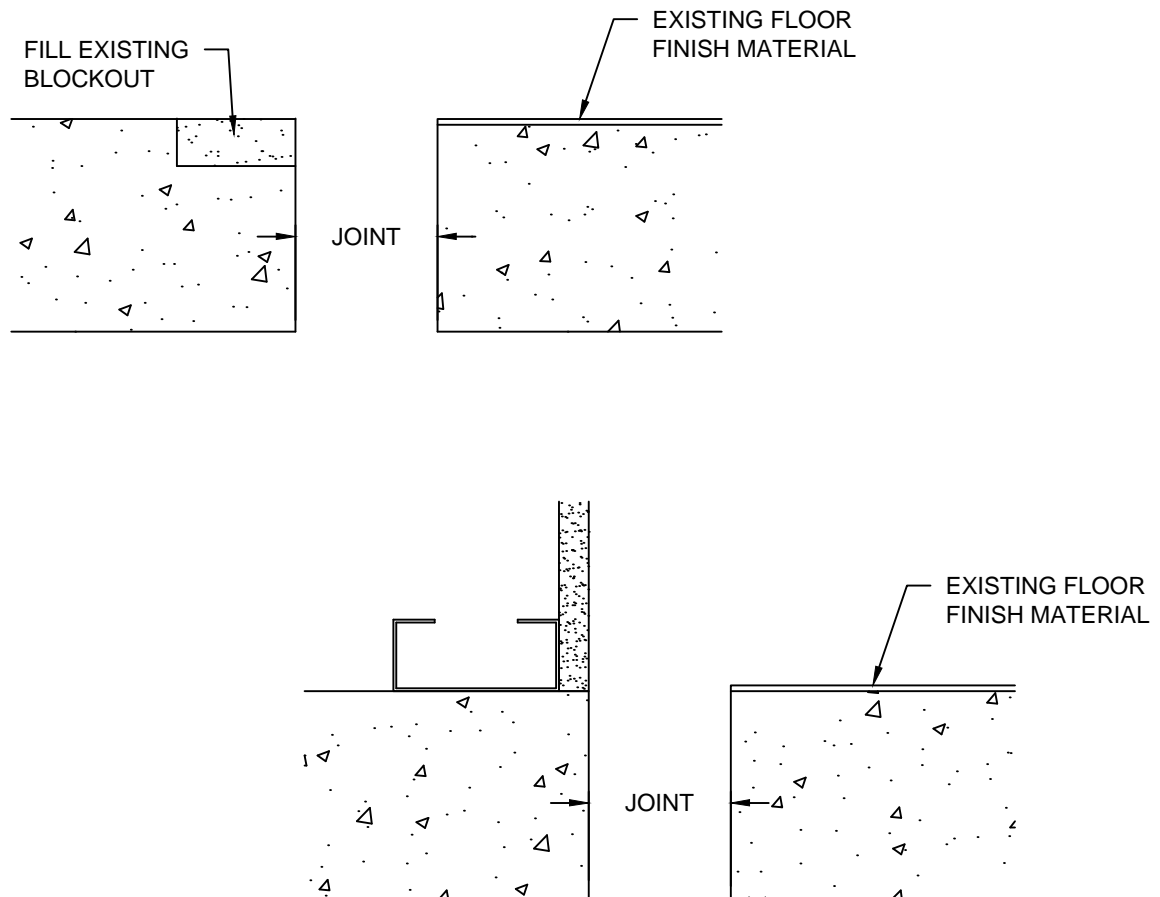 EXISTING FLOOR
FINISH MATERIAL
FILL EXISTING
BLOCKOUT
JOINT
EXISTING FLOOR
FINISH MATERIAL
JOINT